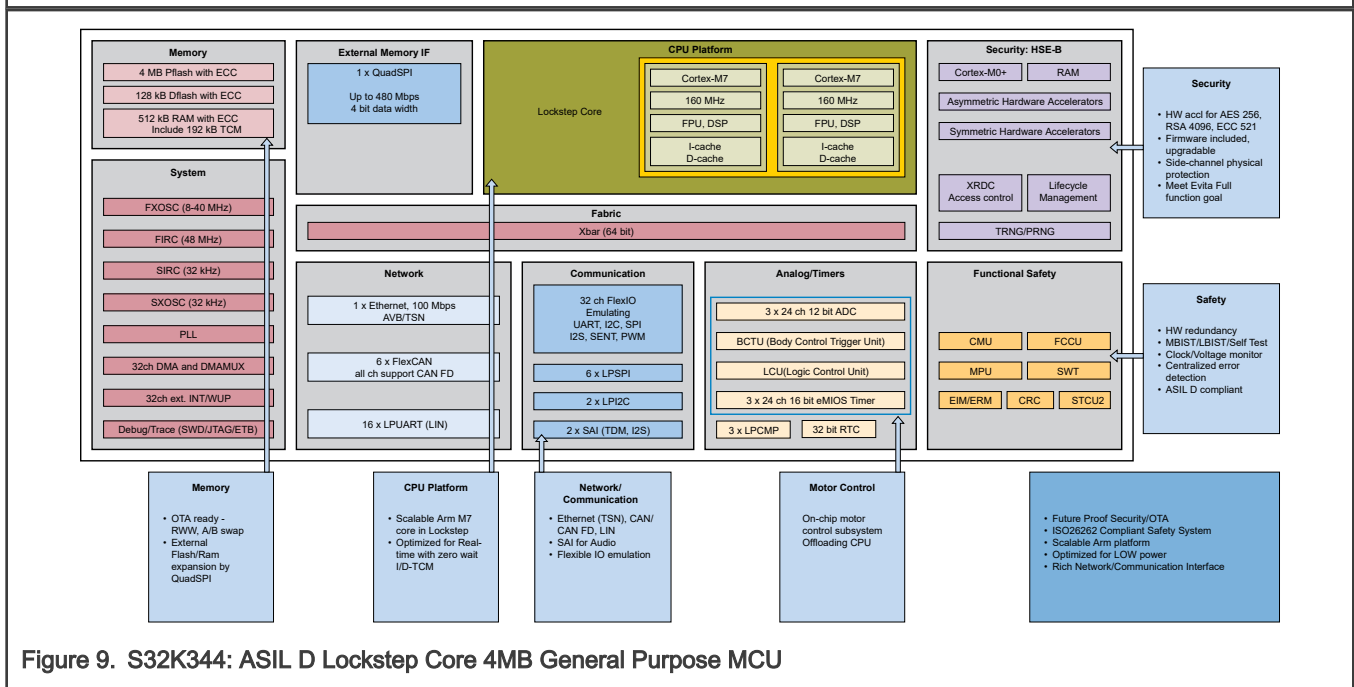 Memory
4 MB Pflash with ECC
128 kB Dflash with ECC
512 kB RAM with ECC
Include 192 kB TCM
External Memory IF
1 x QuadSPI
Up to 480 Mbps
4 bit data width
CPU Platform
Lockstep Core
Cortex-M7
160 MHz
FPU, DSP
I-cache
D-cache
Cortex-M7
160 MHz
FPU, DSP
I-cache
D-cache
Security: HSE-B
Cortex-M0+
RAM
Asymmetric Hardware Accelerators
Symmetric Hardware Accelerators
XRDC
Access control
Lifecycle
Management
TRNG/PRNG
Security
• HW accl for AES 256,
RSA 4096, ECC 521
• Firmware included,
upgradable
• Side-channel physical
protection
• Meet Evita Full
function goal
System
FXOSC (8-40 MHz)
FIRC (48 MHz)
SIRC (32 kHz)
SXOSC (32 kHz)
PLL
32ch DMA and DMAMUX
32ch ext. INT/WUP
Debug/Trace (SWD/JTAG/ETB)
Fabric
Xbar (64 bit)
Network
1 x Ethernet, 100 Mbps
AVB/TSN
6 x FlexCAN
all ch support CAN FD
16 x LPUART (LIN)
Communication
32 ch FlexIO
Emulating
UART, I2C, SPI
I2S, SENT, PWM
6 x LPSPI
2 x LPI2C
2 x SAI (TDM, I2S)
Analog/Timers
3 x 24 ch 12 bit ADC
BCTU (Body Control Trigger Unit)
LCU(Logic Control Unit)
3 x 24 ch 16 bit eMIOS Timer
3 x LPCMP
32 bit RTC
Functional Safety
CMU
FCCU
MPU
SWT
EIM/ERM
CRC
STCU2
Safety
• HW redundancy
• MBIST/LBIST/Self Test
• Clock/Voltage monitor
• Centralized error
detection
• ASIL D compliant
Memory
• OTA ready -
RWW, A/B swap
• External
Flash/Ram
expansion by
QuadSPI
CPU Platform
• Scalable Arm M7
core in Lockstep
• Optimized for Real-
time with zero wait
I/D-TCM
Network/
Communication
• Ethernet (TSN), CAN/
CAN FD, LIN
• SAI for Audio
• Flexible IO emulation
Motor Control
On-chip motor
control subsystem
Offloading CPU
• Future Proof Security/OTA
• ISO26262 Compliant Safety System
• Scalable Arm platform
• Optimized for LOW power
• Rich Network/Communication Interface
Figure 9. S32K344: ASIL D Lockstep Core 4MB General Purpose MCU